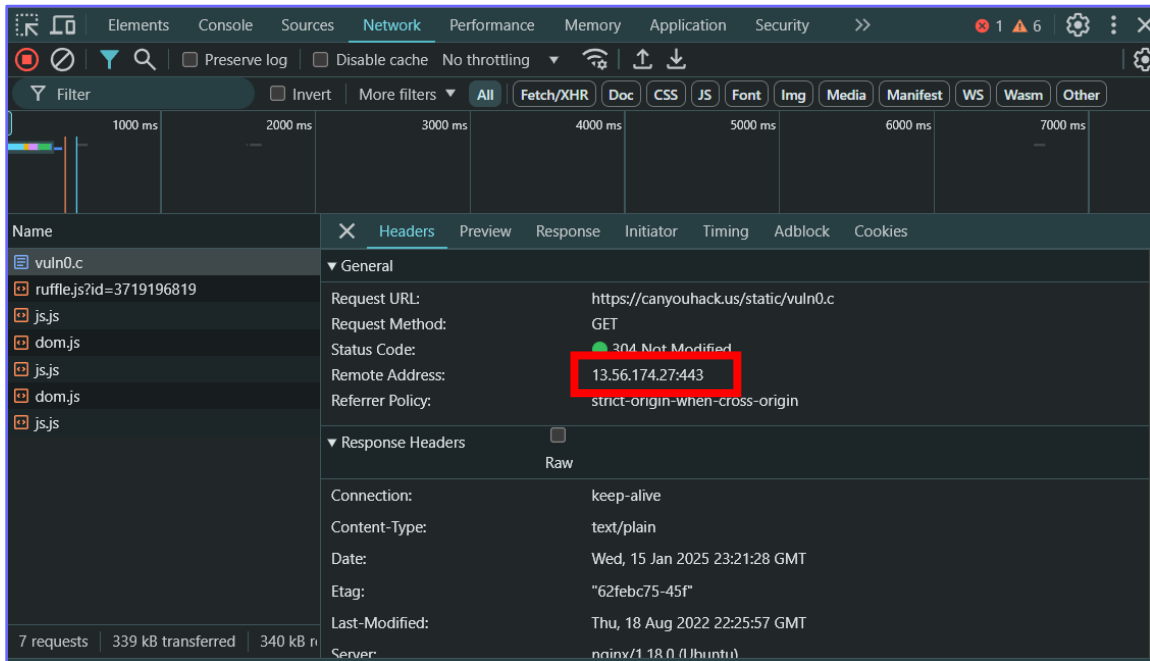 Elements Console Sources Network Performance Memory Application Security 1 6
Preserve log Disable cache No throttling
Filter Invert More filters All Fetch/XHR Doc CSS JS Font Img Media Manifest WS Wasm Other
1000 ms 2000 ms 3000 ms 4000 ms 5000 ms 6000 ms 7000 ms
Name
vuln0.c
ruffle.js?id=3719196819
js.js
dom.js
js.js
dom.js
js.js
7 requests 339 kB transferred 340 kB
Headers Preview Response Initiator Timing Adblock Cookies
General
Request URL: https://canyouhack.us/static/vuln0.c
Request Method: GET
Status Code: 304 Not Modified
Remote Address: 13.56.174.27:443
Referrer Policy: strict-origin-when-cross-origin
Response Headers
Raw
Connection: keep-alive
Content-Type: text/plain
Date: Wed, 15 Jan 2025 23:21:28 GMT
Etag: "62febc75-45f"
Last-Modified: Thu, 18 Aug 2022 22:25:57 GMT
Server: nginx/1.18.0 (Ubuntu)